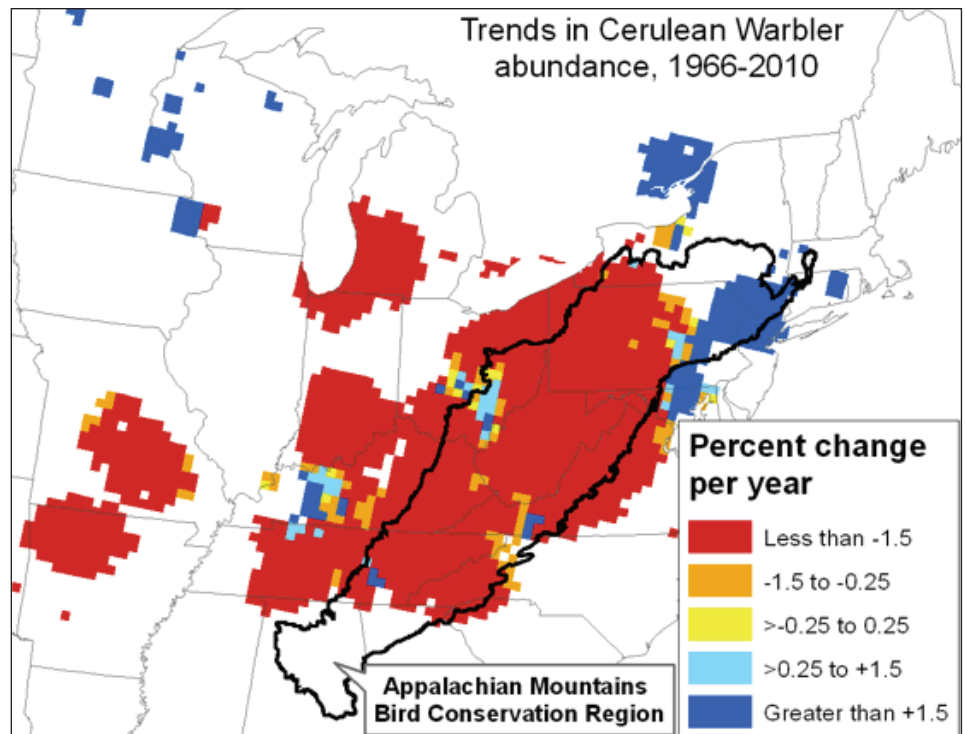 Trends in Cerulean Warbler
abundance, 1966-2010
Percent change
per year
Less than -1.5
-1.5 to -0.25
>-0.25 to 0.25
>0.25 to +1.5
Greater than +1.5
Appalachian Mountains
Bird Conservation Region